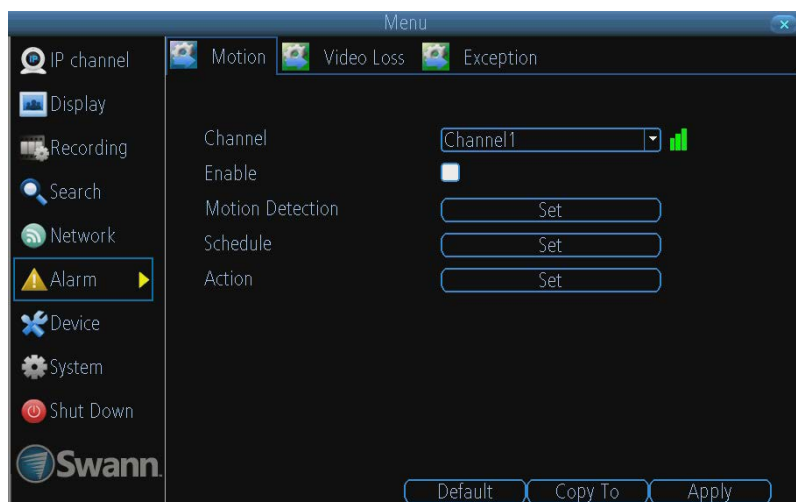 Menu
IP channel
Display
Recording
Search
Network
Alarm
Device
System
Shut Down
Swann
Motion
Video Loss
Exception
Channel
Channel1
Enable
Motion Detection
Set
Schedule
Set
Action
Set
Default
Copy To
Apply